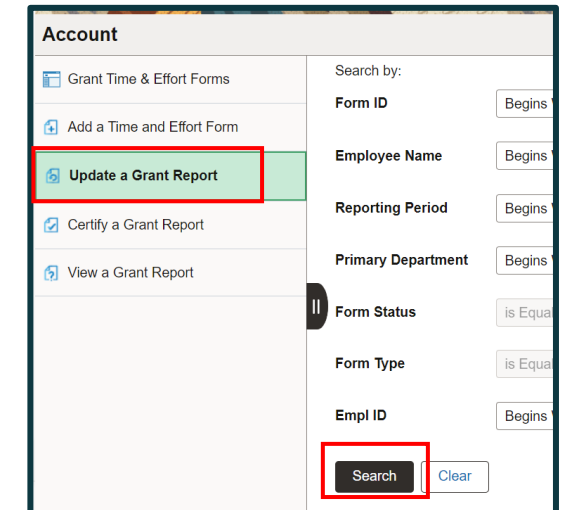 Account
Grant Time & Effort Forms
Add a Time and Effort Form
Update a Grant Report
Certify a Grant Report
View a Grant Report
Search by:
Form ID Begins
Employee Name Begins
Reporting Period Begins
Primary Department Begins
Form Status is Equal
Form Type is Equal
Empl ID Begins
Search Clear